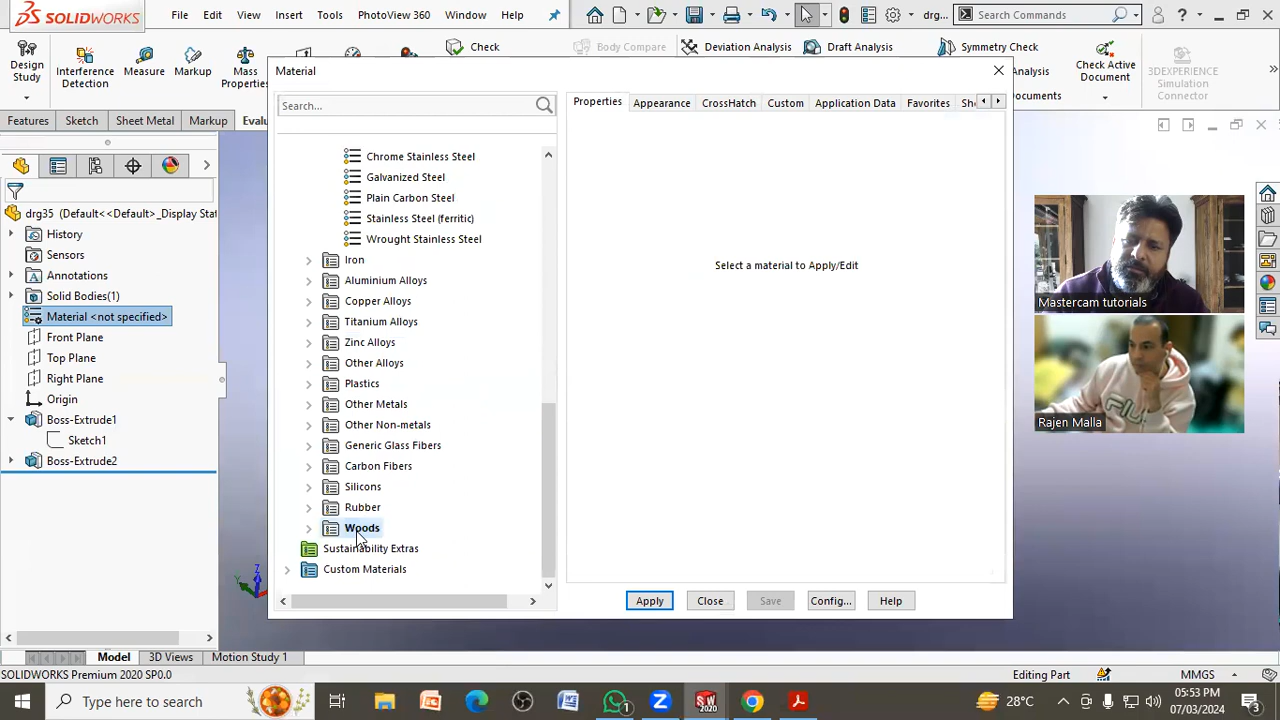 SOLIDWORKS
File
Edit
View
Insert
Tools
PhotoView 360
Window
Help
drg...
Search Commands
?
Design Study
Interference Detection
Measure
Markup
Mass Properties
Check
Body Compare
Deviation Analysis
Draft Analysis
Symmetry Check
Analysis
Documents
Check Active Document
3DEXPERIENCE Simulation Connector
Features
Sketch
Sheet Metal
Markup
Evalu
Material
Search...
Properties
Appearance
CrossHatch
Custom
Application Data
Favorites
Sh
drg35 (Default<<Default>_Display Stat
History
Sensors
Annotations
Solid Bodies(1)
Material <not specified>
Front Plane
Top Plane
Right Plane
Origin
Boss-Extrude1
Sketch1
Boss-Extrude2
Chrome Stainless Steel
Galvanized Steel
Plain Carbon Steel
Stainless Steel (ferritic)
Wrought Stainless Steel
Iron
Aluminium Alloys
Copper Alloys
Titanium Alloys
Zinc Alloys
Other Alloys
Plastics
Other Metals
Other Non-metals
Generic Glass Fibers
Carbon Fibers
Silicons
Rubber
Woods
Sustainability Extras
Custom Materials
Select a material to Apply/Edit
Apply
Close
Save
Config...
Help
Mastercam tutorials
Rajen Malla
Z
Y
Model
3D Views
Motion Study 1
SOLIDWORKS Premium 2020 SP0.0
Editing Part
MMGS
Type here to search
1
SW
2020
28°C
05:53 PM
07/03/2024
3